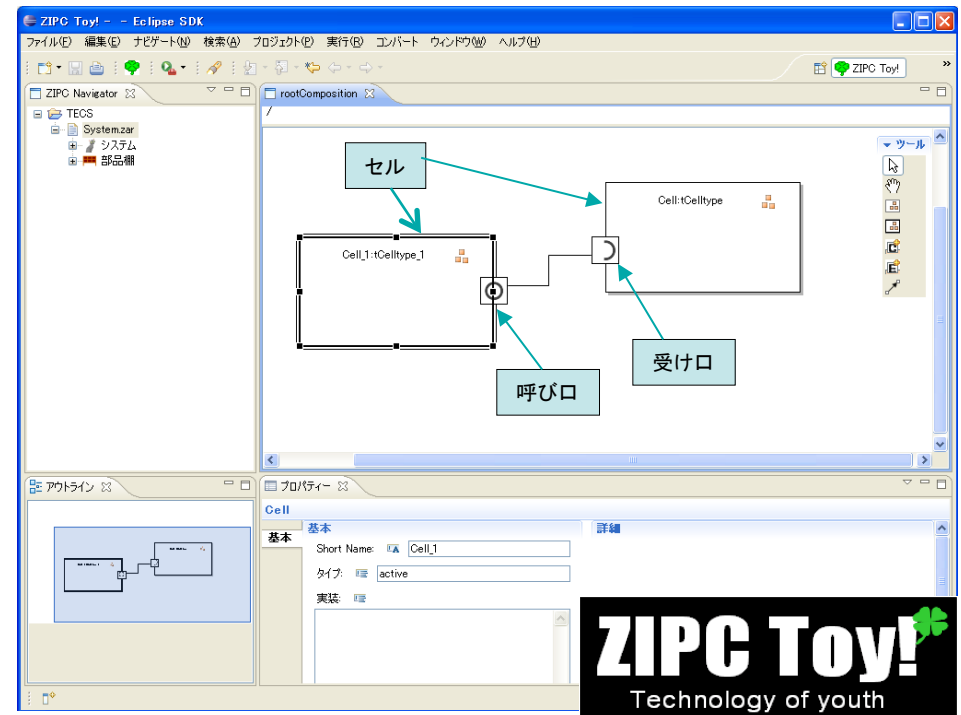 ZIPC Toy! - - Eclipse SDK
ファイル(F) 編集(E) ナビゲート(N) 検索(A) プロジェクト(P) 実行(R) コンバート ウィンドウ(W) ヘルプ(H)
ZIPC Toy! »
ZIPC Navigator
TECS
System.zar
システム
部品棚
rootComposition
/
ツール
セル
Cell:tCelltype
Cell_1:tCelltype_1
受け口
呼び口
アウトライン
プロパティー
Cell
基本
基本
詳細
Short Name: Cell_1
タイプ: active
実装:
ZIPC Toy!
Technology of youth